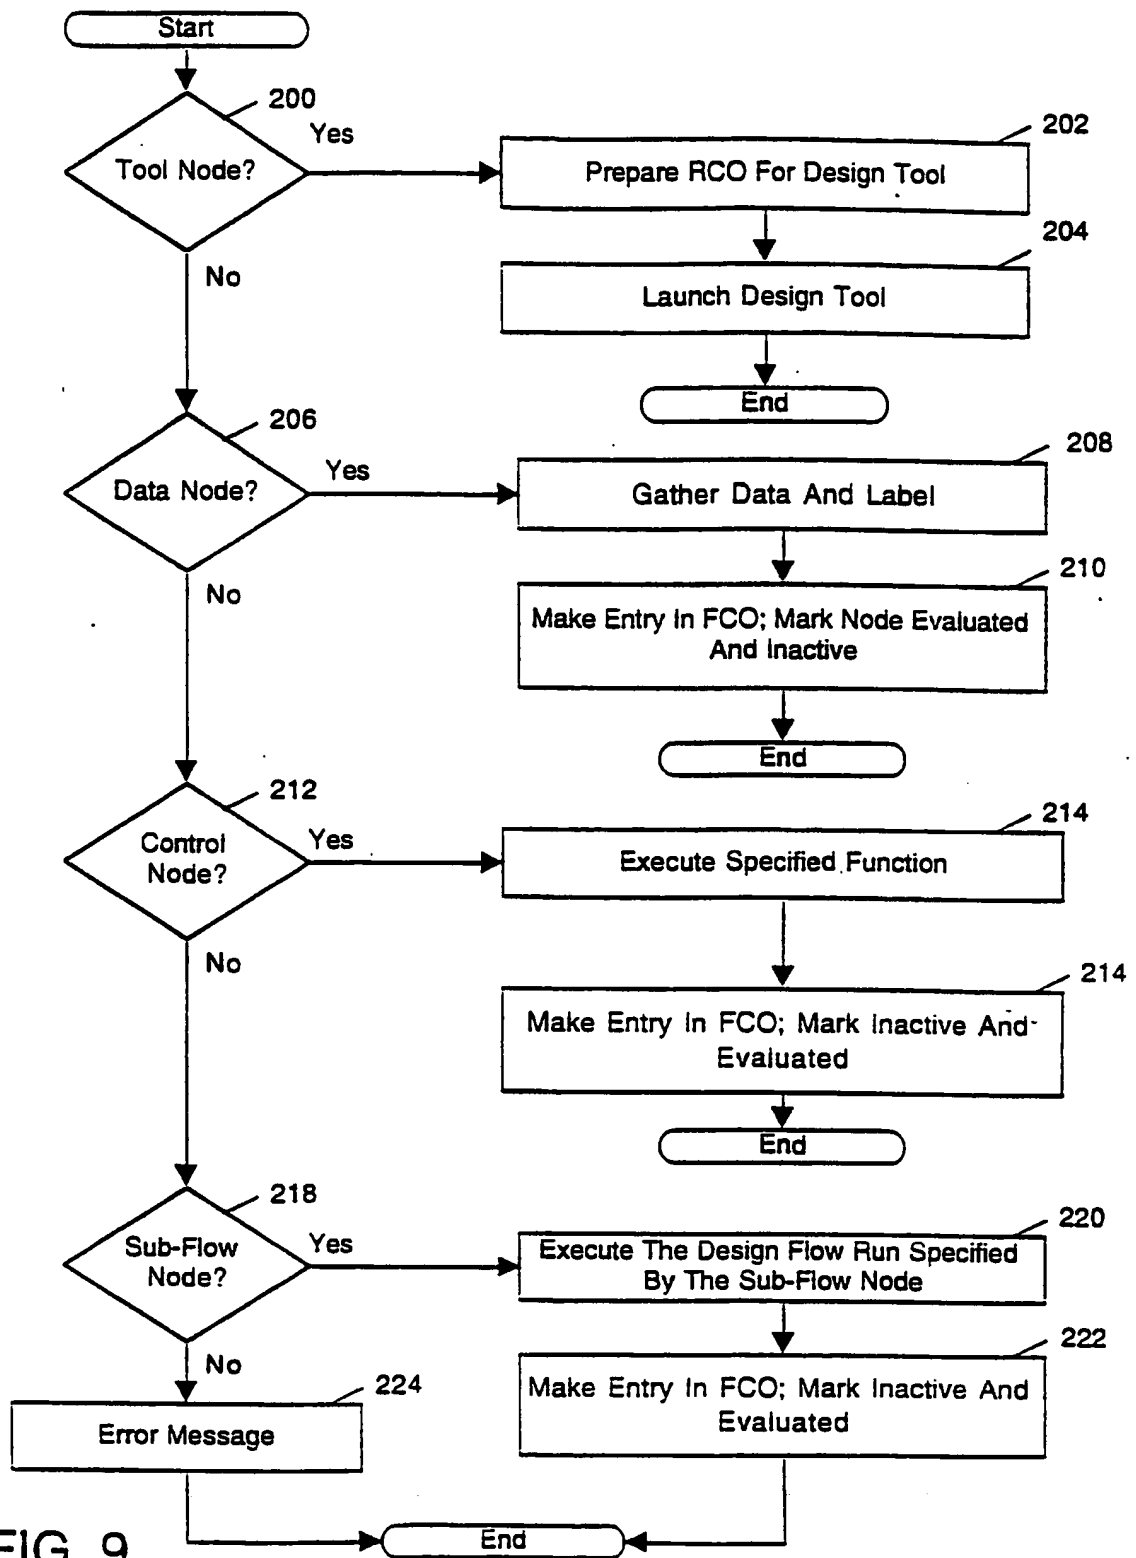 Start
200
Tool Node?
Yes
202
Prepare RCO For Design Tool
204
No
Launch Design Tool
End
206
Data Node?
Yes
208
Gather Data And Label
No
210
Make Entry In FCO; Mark Node Evaluated
And Inactive
End
212
Control
Node?
Yes
214
Execute Specified Function
No
214
Make Entry In FCO; Mark Inactive And
Evaluated
End
218
Sub-Flow
Node?
Yes
220
Execute The Design Flow Run Specified
By The Sub-Flow Node
No
222
Make Entry In FCO; Mark Inactive And
Evaluated
224
Error Message
End
FIG. 9